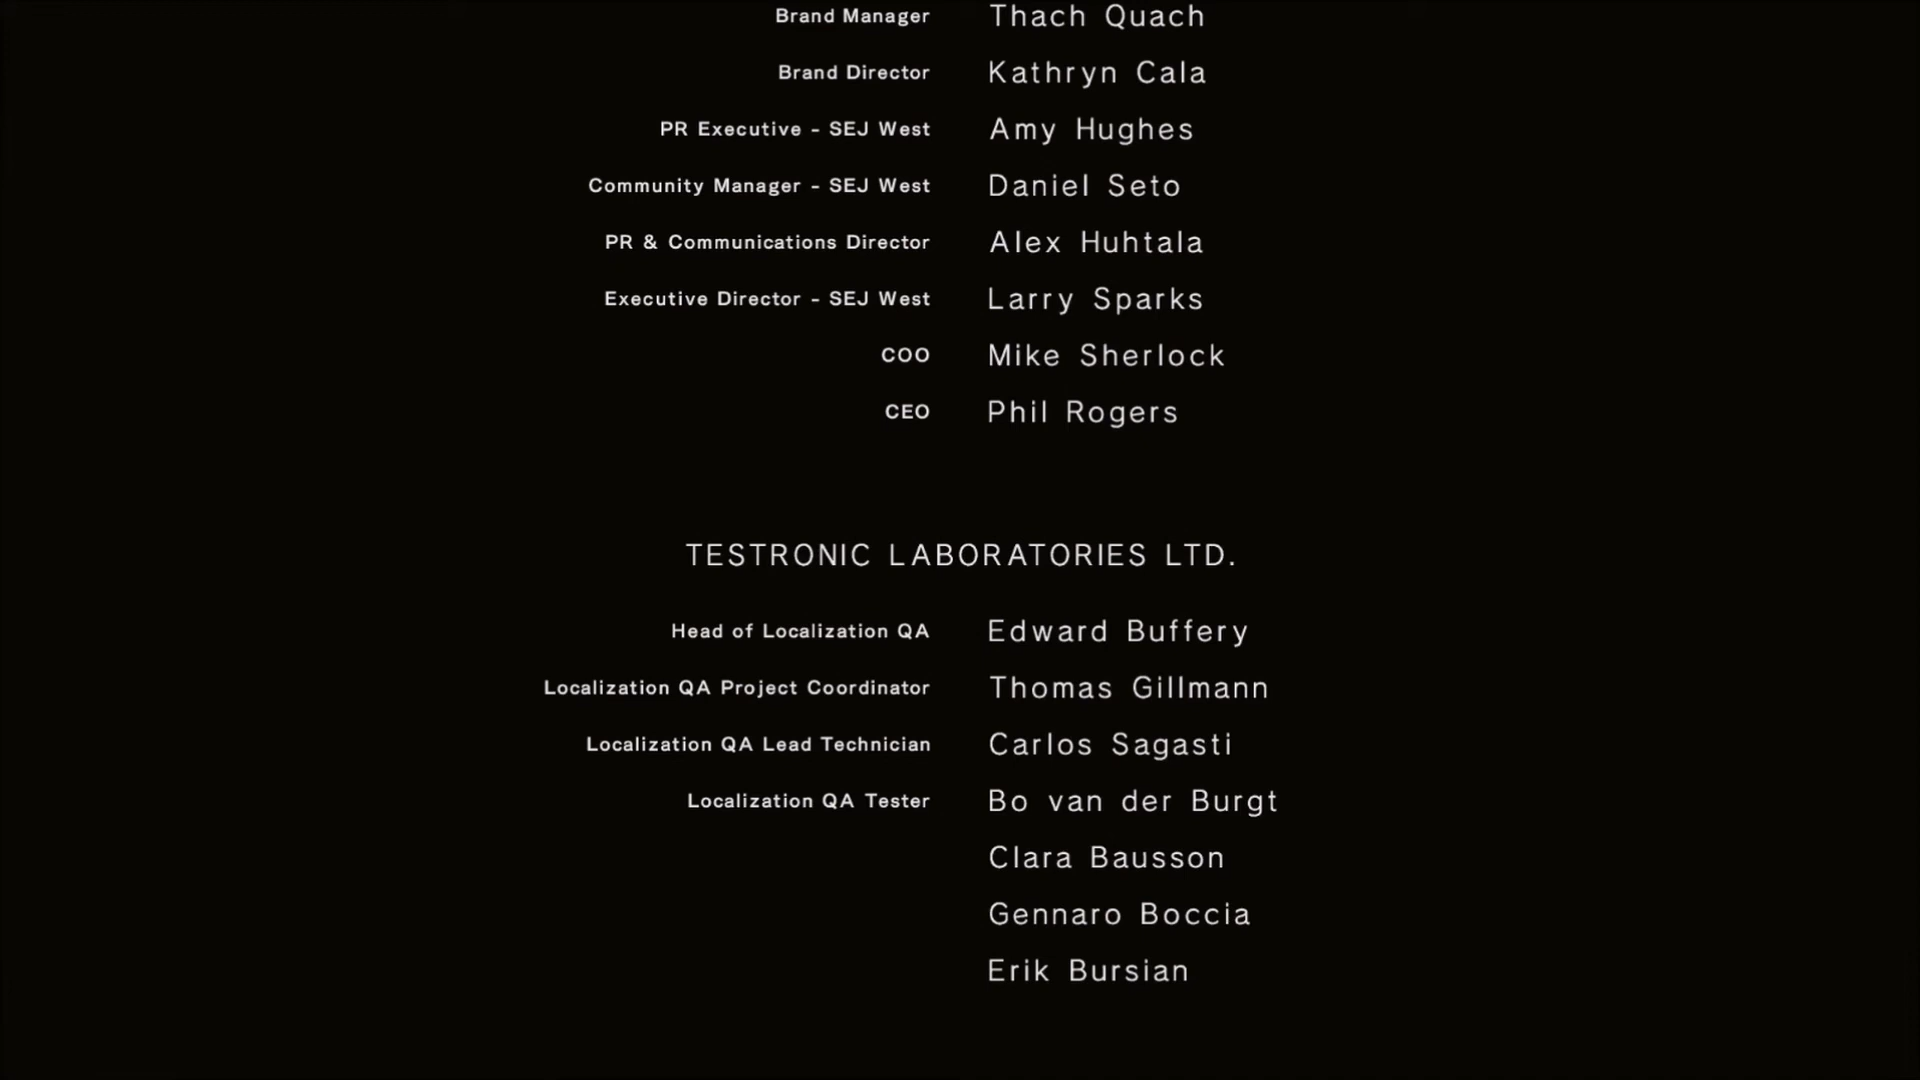 Brand Manager Thach Quach
Brand Director Kathryn Cala
PR Executive - SEJ West Amy Hughes
Community Manager - SEJ West Daniel Seto
PR & Communications Director Alex Huhtala
Executive Director - SEJ West Larry Sparks
COO Mike Sherlock
CEO Phil Rogers
TESTRONIC LABORATORIES LTD.
Head of Localization QA Edward Buffery
Localization QA Project Coordinator Thomas Gillmann
Localization QA Lead Technician Carlos Sagasti
Localization QA Tester Bo van der Burgt
Clara Bausson
Gennaro Boccia
Erik Bursian